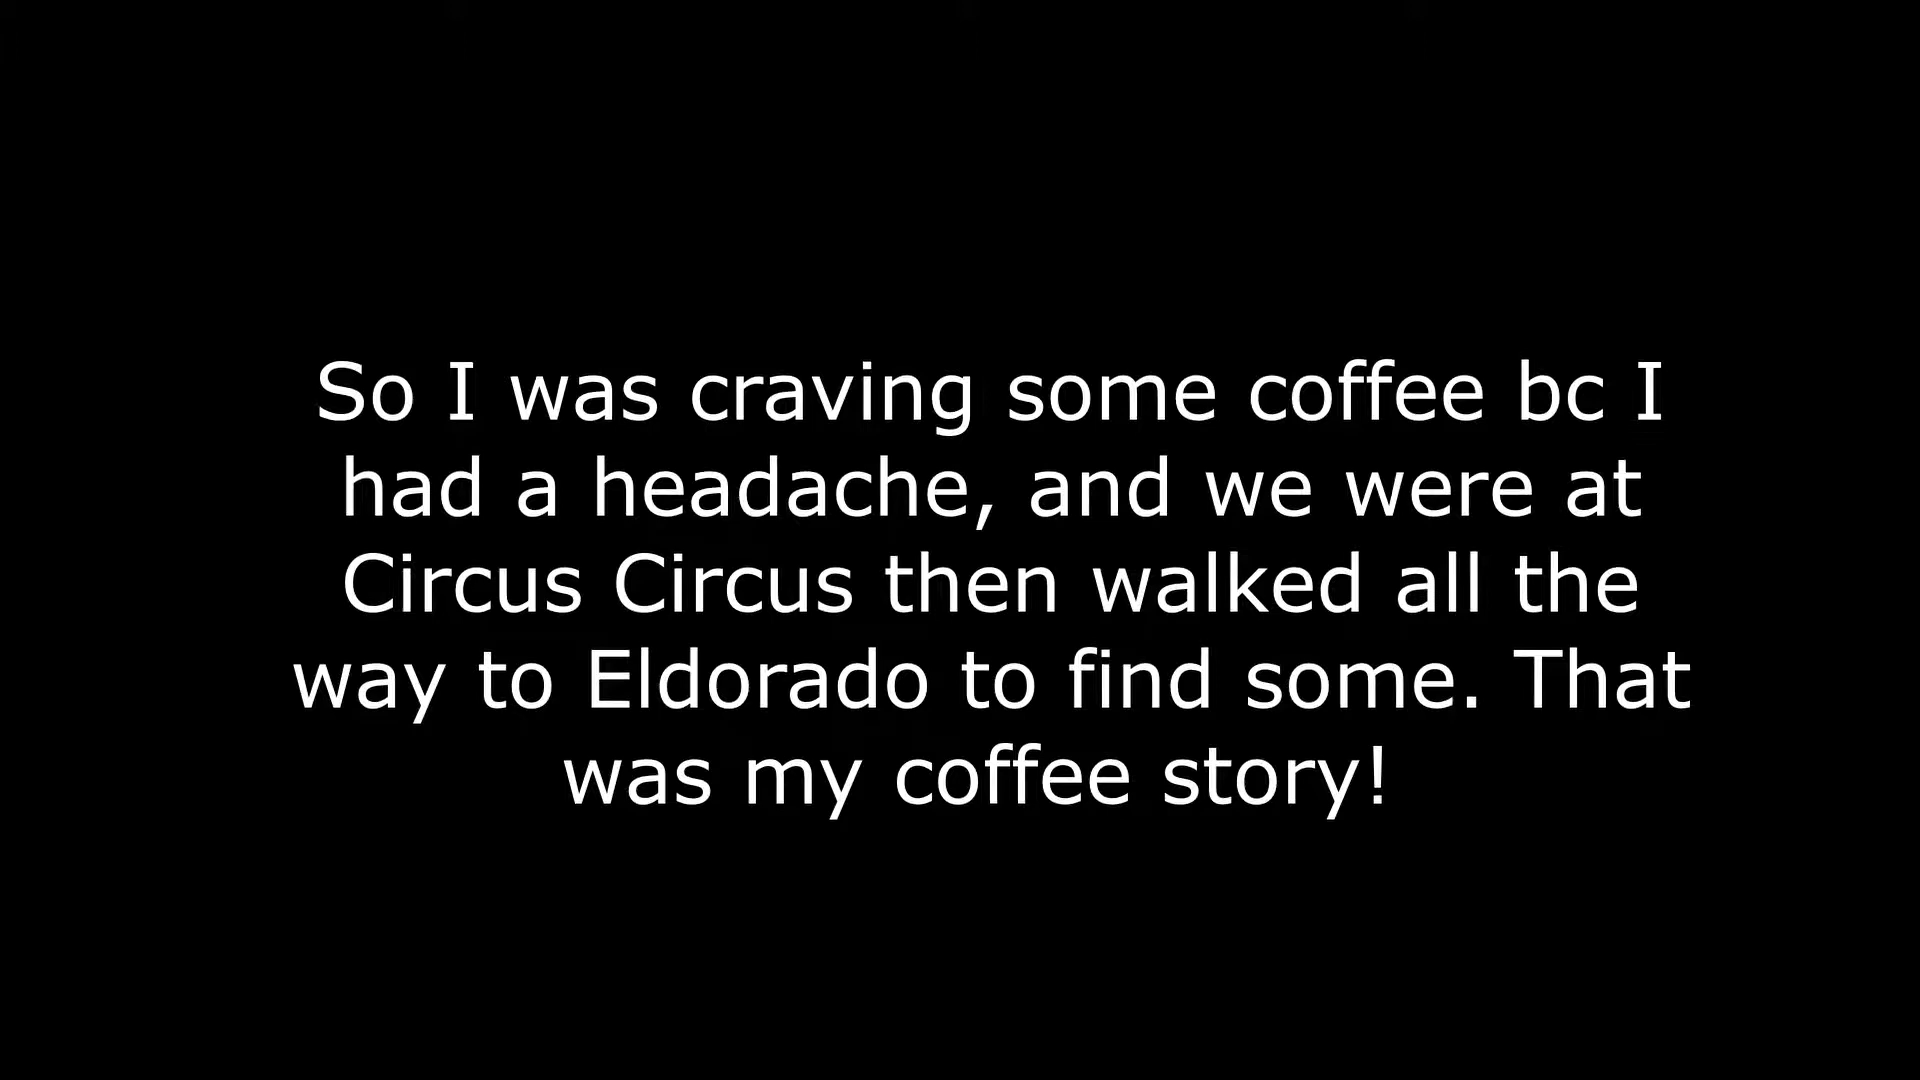 So I was craving some coffee bc I
had a headache, and we were at
Circus Circus then walked all the
way to Eldorado to find some. That
was my coffee story!